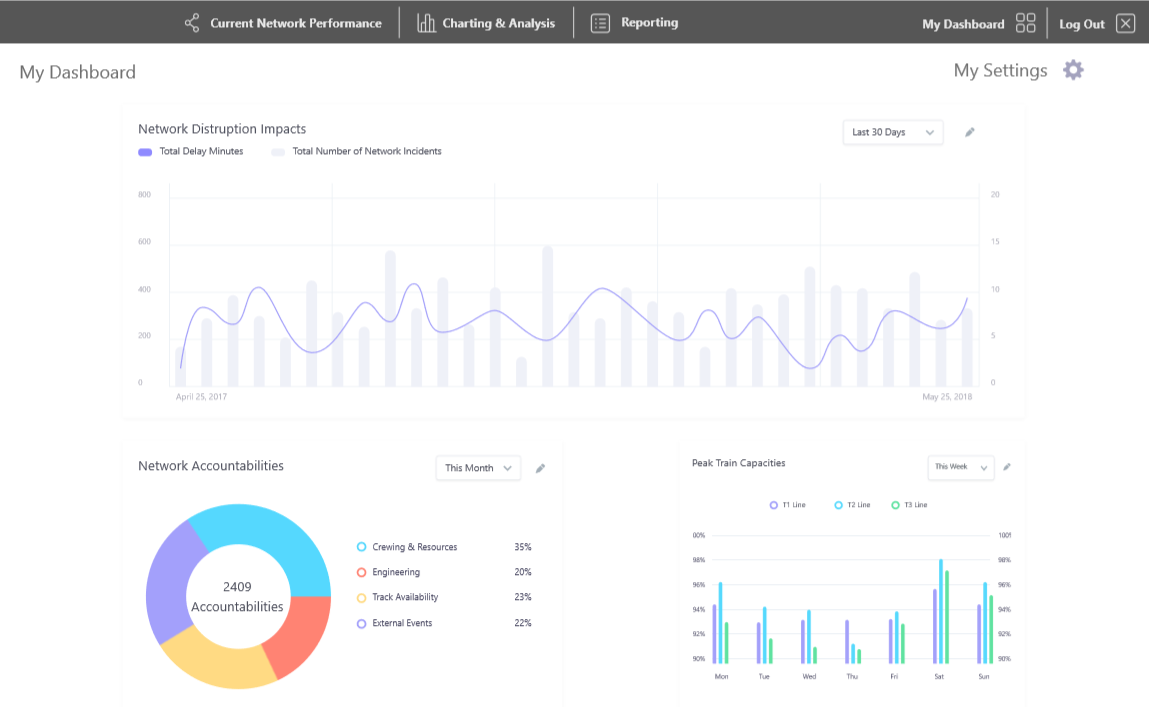 Current Network Performance
Charting & Analysis
Reporting
My Dashboard
Log Out
My Dashboard
My Settings
Network Distruption Impacts
Last 30 Days
Total Delay Minutes
Total Number of Network Incidents
800
20
600
15
400
10
200
5
0
0
April 25, 2017
May 25, 2018
Network Accountabilities
This Month
2409
Accountabilities
Crewing & Resources 35%
Engineering 20%
Track Availability 23%
External Events 22%
Peak Train Capacities
This Week
T1 Line
T2 Line
T3 Line
98% 98%
96% 96%
94% 94%
92% 92%
90% 90%
Mon Tue Wed Thu Fri Sat Sun